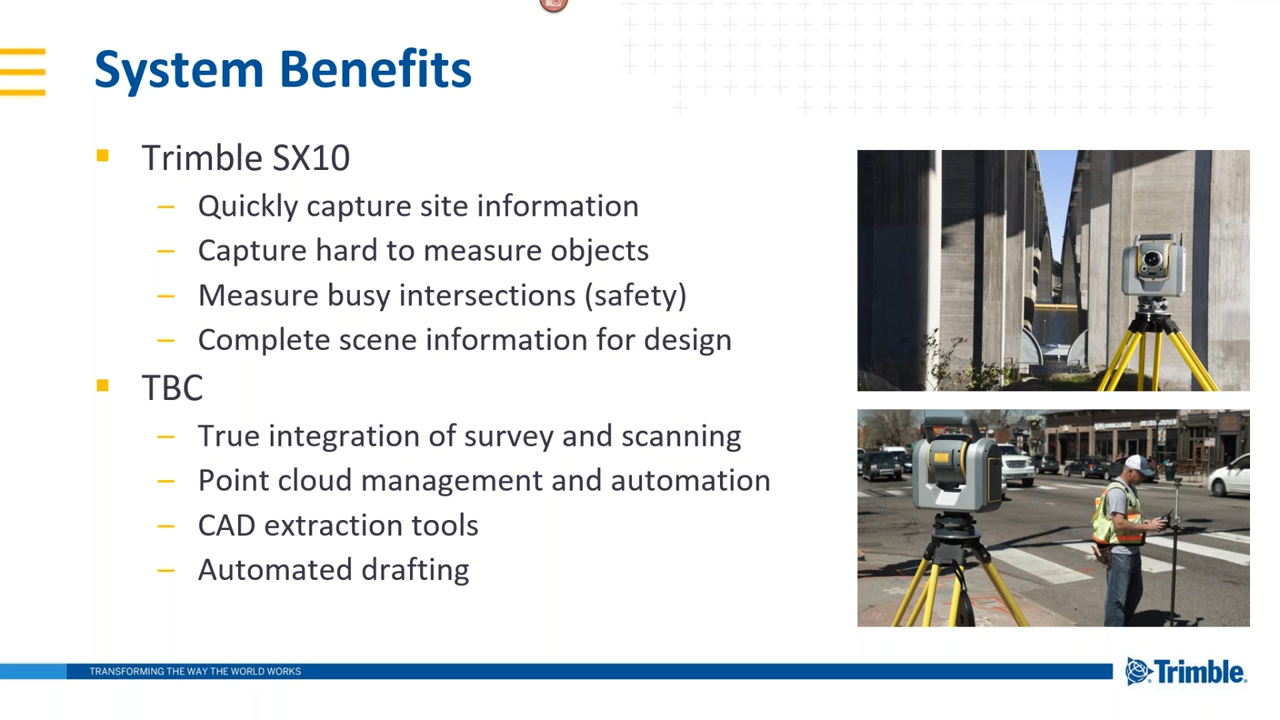 System Benefits
Trimble SX10
– Quickly capture site information
– Capture hard to measure objects
– Measure busy intersections (safety)
– Complete scene information for design
TBC
– True integration of survey and scanning
– Point cloud management and automation
– CAD extraction tools
– Automated drafting
TRANSFORMING THE WAY THE WORLD WORKS
Trimble.